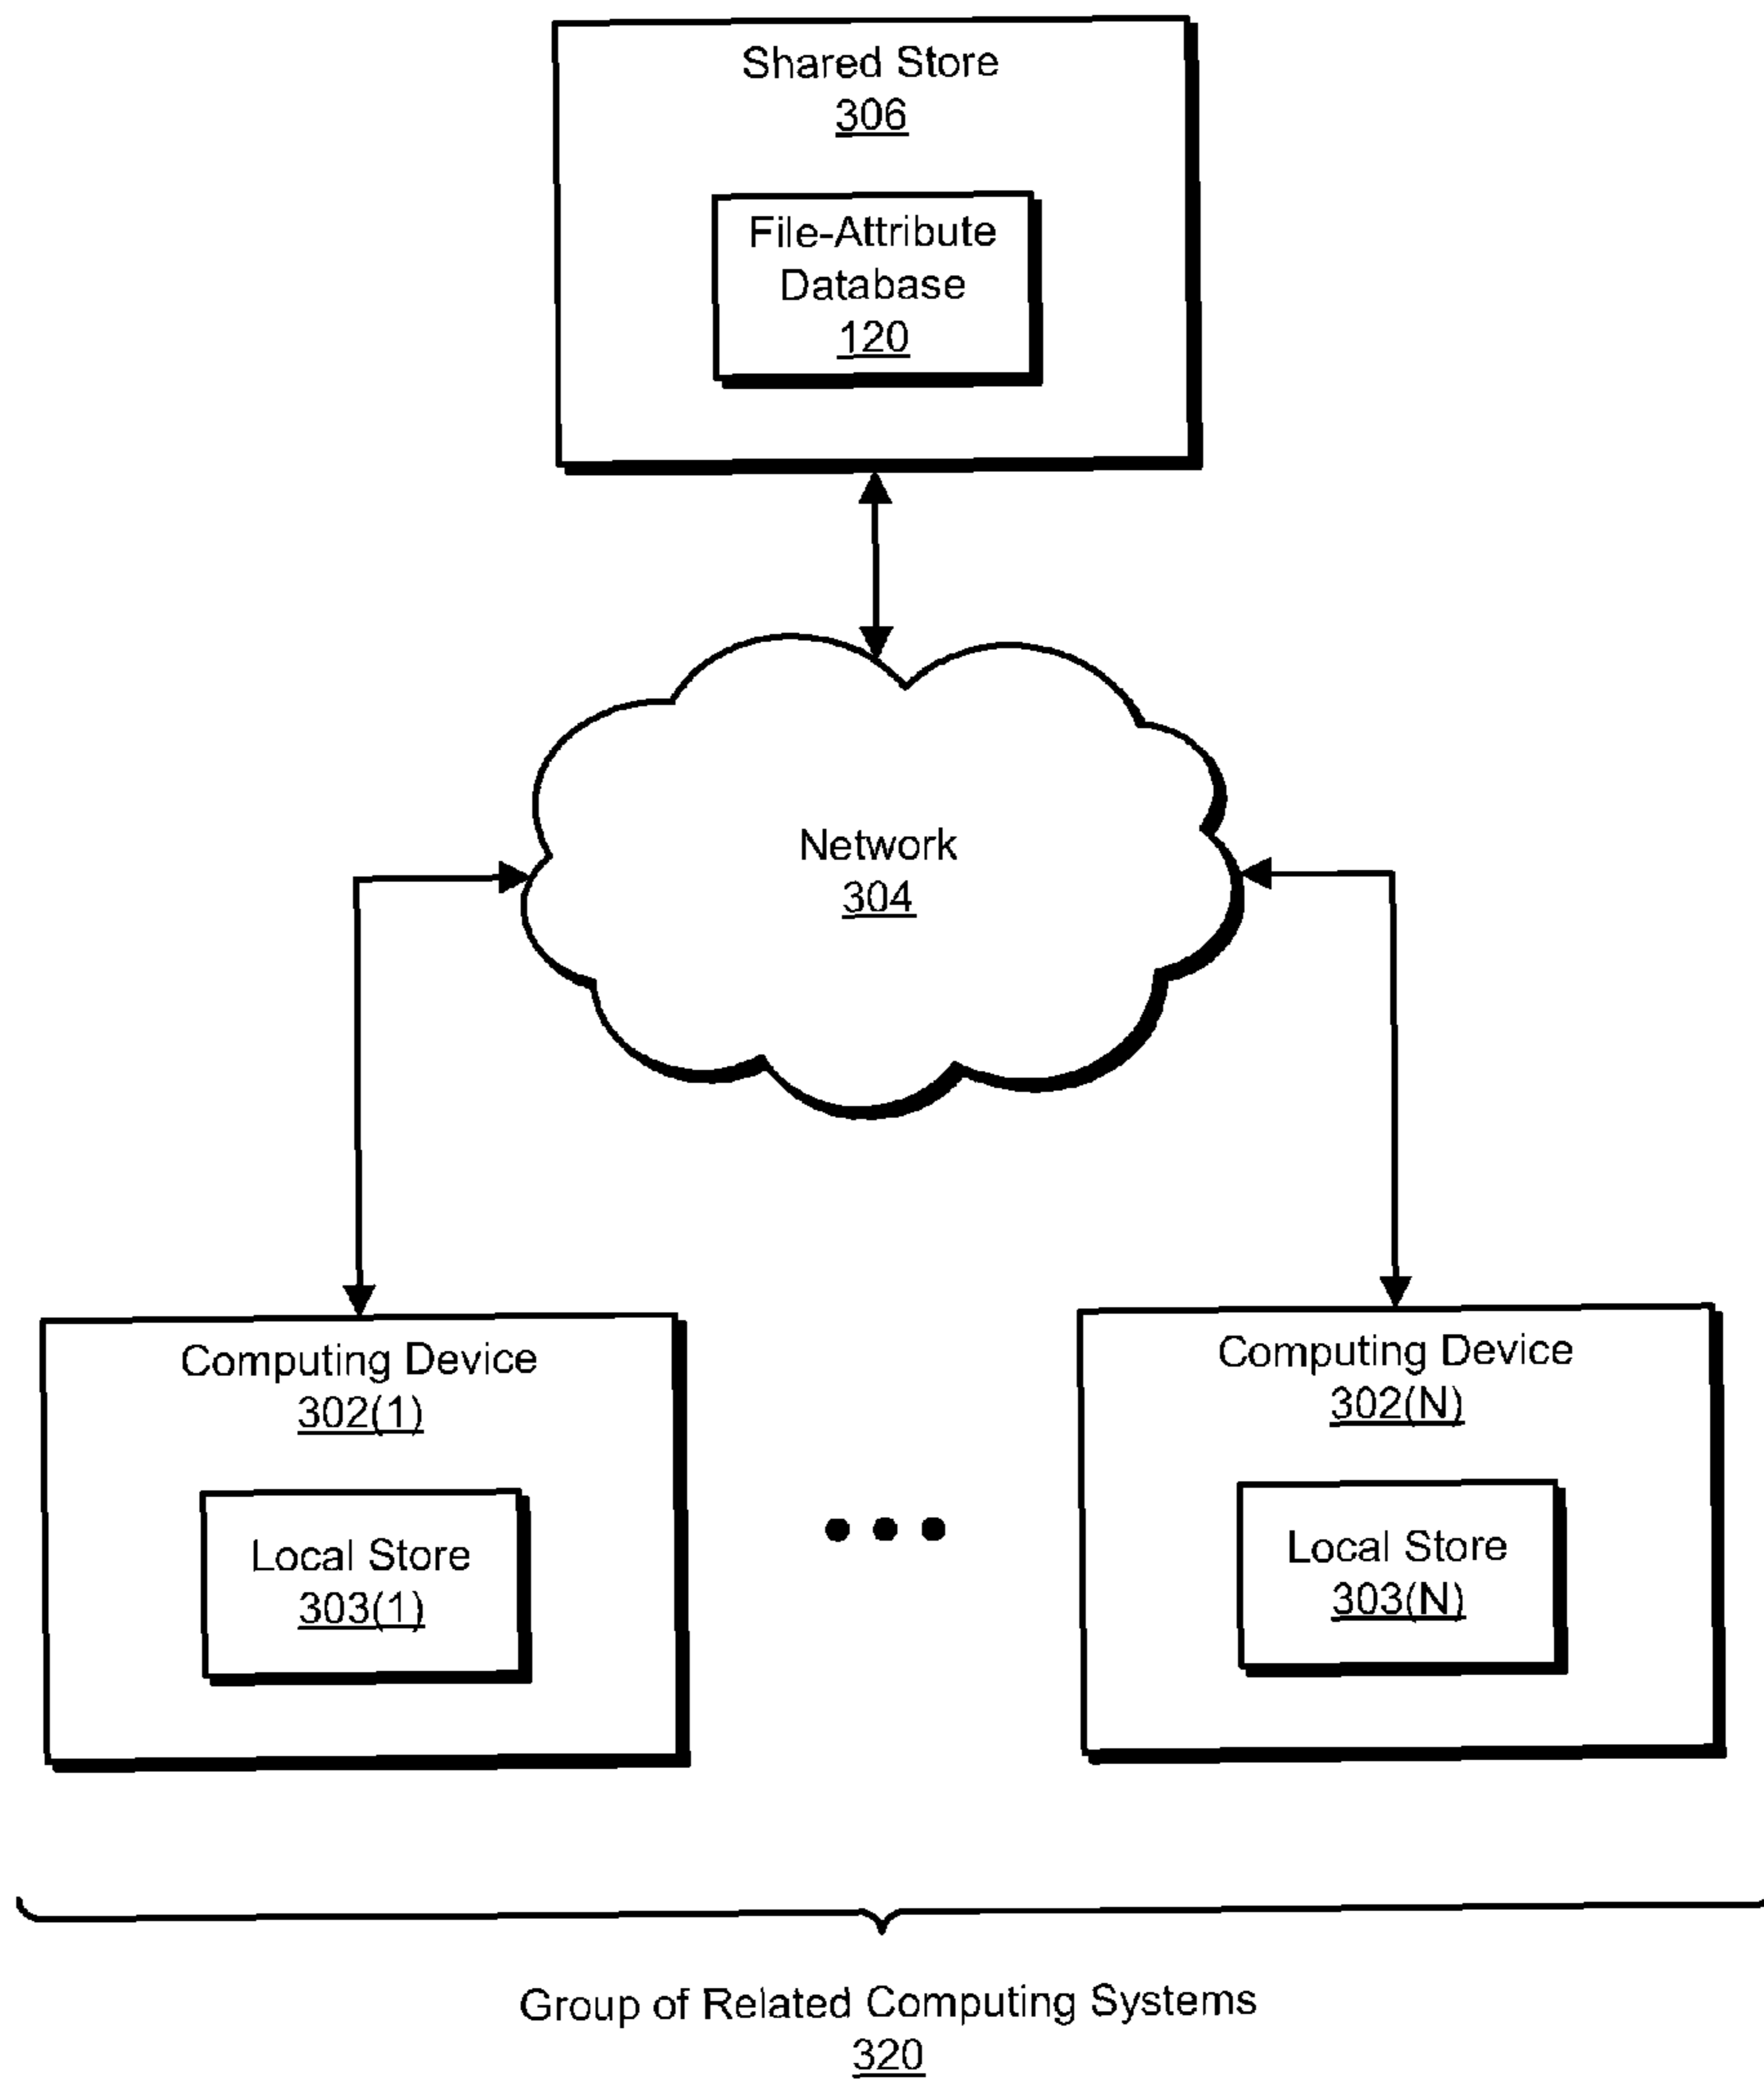 Shared Store
306
File-Attribute
Database
120
Network
304
Computing Device
302(1)
Local Store
303(1)
Computing Device
302(N)
Local Store
303(N)
Group of Related Computing Systems
320